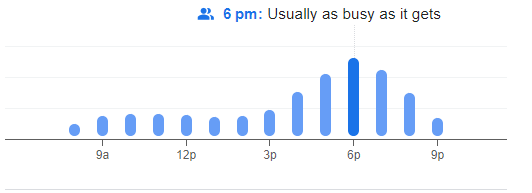 6 pm: Usually as busy as it gets
9a 12p 3p 6p 9p